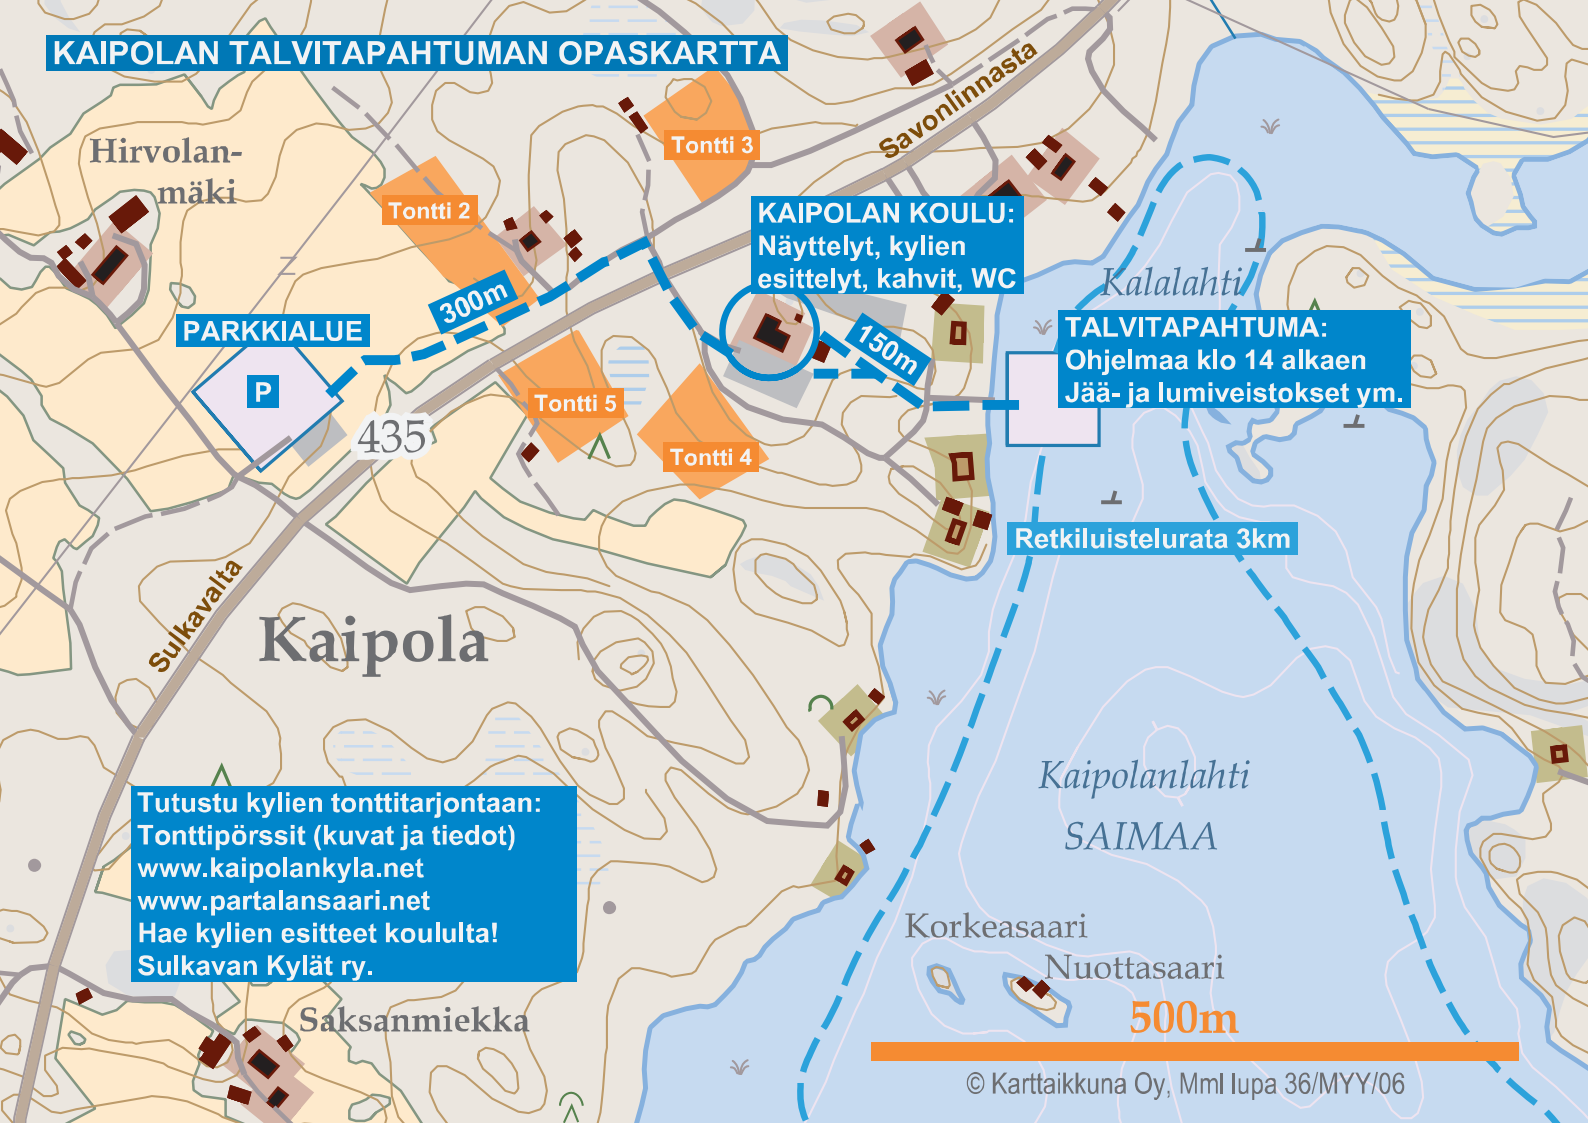 KAIPOLAN TALVITAPAHTUMAN OPASKARTTA
Savonlinnasta
Hirvolan-
mäki
Tontti 3
Tontti 2
KAIPOLAN KOULU:
Näyttelyt, kylien
esittelyt, kahvit, WC
Kalalahti
300m
PARKKIALUE
150m
TALVITAPAHTUMA:
Ohjelmaa klo 14 alkaen
Jää- ja lumiveistokset ym.
P
Tontti 5
435
Tontti 4
Retkiluistelurata 3km
Sulkavalta
Kaipola
Kaipolanlahti
SAIMAA
Tutustu kylien tonttitarjontaan:
Tonttipörssit (kuvat ja tiedot)
www.kaipolankyla.net
www.partalansaari.net
Hae kylien esitteet koululta!
Sulkavan Kylät ry.
Korkeasaari
Nuottasaari
Saksanmiekka
500m
© Karttaikkuna Oy, Mml lupa 36/MYY/06